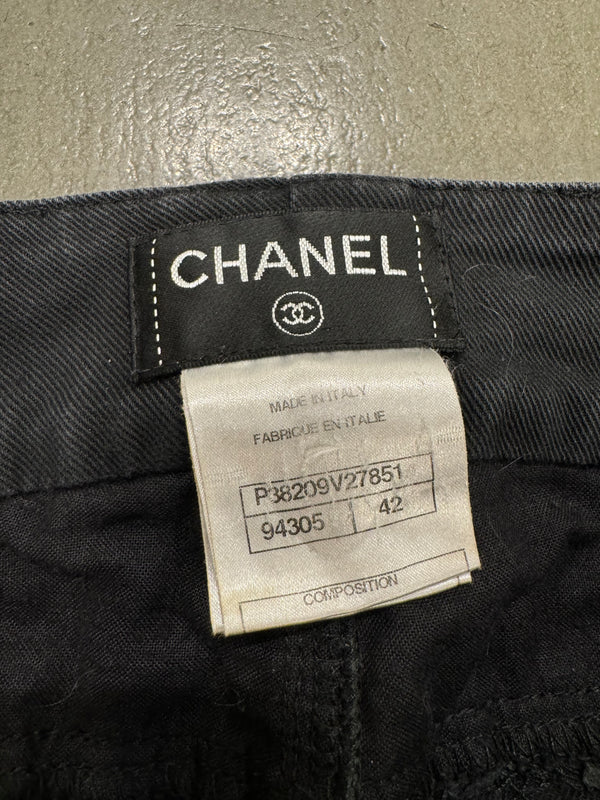 CHANEL
MADE IN ITALY
FABRIQUE EN ITALIE
P38209V27851
94305 42
COMPOSITION